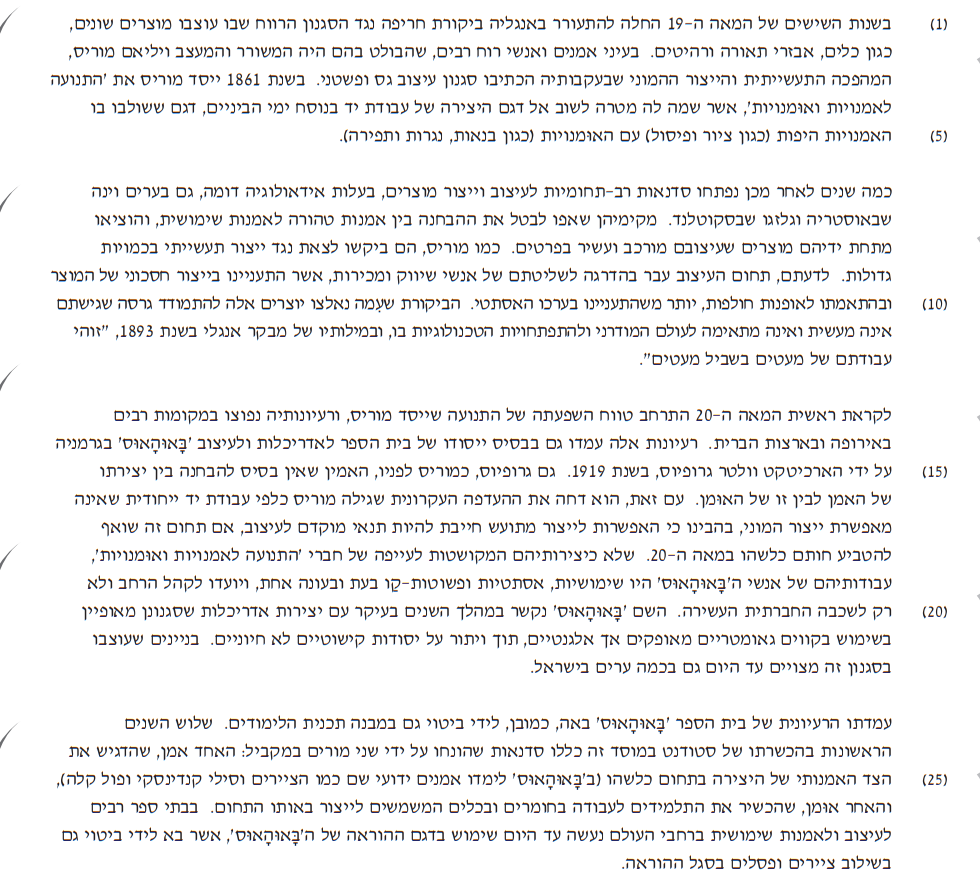 (1) בשנות השישים של המאה ה-19 החלה להתעורר באנגליה ביקורת חריפה נגד הסגנון הרווח שבו עוצבו מוצרים שונים,
כגון כלים, אבזרי תאורה ורהיטים. בעיני אמנים ואנשי רוח רבים, שהבולט בהם היה המשורר והמעצב ויליאם מוריס,
המהפכה התעשייתית והייצור ההמוני שבעקבותיה הכתיבו סגנון עיצוב גס ופשטני. בשנת 1861 ייסד מוריס את 'התנועה
לאמנויות ואוּמנויות', אשר שמה לה מטרה לשוב אל דגם היצירה של עבודת יד בנוסח ימי הביניים, דגם ששולבו בו
(5) האמנויות היפות (כגון ציור ופיסול) עם האוּמנויות (כגון בנאות, נגרות ותפירה).
כמה שנים לאחר מכן נפתחו סדנאות רב-תחומיות לעיצוב וייצור מוצרים, בעלות אידאולוגיה דומה, גם בערים וינה
שבאוסטריה וגלזגו שבסקוטלנד. מקימיהן שאפו לבטל את ההבחנה בין אמנות טהורה לאמנות שימושית, והוציאו
מתחת ידיהם מוצרים שעיצובם מורכב ועשיר בפרטים. כמו מוריס, הם ביקשו לצאת נגד ייצור תעשייתי בכמויות
גדולות. לדעתם, תחום העיצוב עבר בהדרגה לשליטתם של אנשי שיווק ומכירות, אשר התעניינו בייצור חסכוני של המוצר
(10) ובהתאמתו לאופנות חולפות, יותר משהתעניינו בערכו האסתטי. הביקורת שעִמה נאלצו יוצרים אלה להתמודד גרסה שגישתם
אינה מעשית ואינה מתאימה לעולם המודרני ולהתפתחויות הטכנולוגיות בו, ובמילותיו של מבקר אנגלי בשנת 1893, "זוהי
עבודתם של מעטים בשביל מעטים".
לקראת ראשית המאה ה-20 התרחב טווח השפעתה של התנועה שייסד מוריס, ורעיונותיה נפוצו במקומות רבים
באירופה ובארצות הברית. רעיונות אלה עמדו גם בבסיס ייסודו של בית הספר לאדריכלות ולעיצוב 'בָּאוּהָאוּס' בגרמניה
(15) על ידי הארכיטקט וולטר גרופיוס, בשנת 1919. גם גרופיוס, כמוריס לפניו, האמין שאין בסיס להבחנה בין יצירתו
של האמן לבין זו של האוּמן. עם זאת, הוא דחה את ההעדפה העקרונית שגילה מוריס כלפי עבודת יד ייחודית שאינה
מאפשרת ייצור המוני, בהבינו כי האפשרות לייצור מתועש חייבת להיות תנאי מוקדם לעיצוב, אם תחום זה שואף
להטביע חותם כלשהו במאה ה-20. שלא כיצירותיהם המקושטות לעייפה של חברי 'התנועה לאמנויות ואוּמנויות',
עבודותיהם של אנשי ה'בָּאוּהָאוּס' היו שימושיות, אסתטיות ופשוטות-קַו בעת ובעונה אחת, ויועדו לקהל הרחב ולא
(20) רק לשכבה החברתית העשירה. השם 'בָּאוּהָאוּס' נקשר במהלך השנים בעיקר עם יצירות אדריכלות שסגנונן מאופיין
בשימוש בקווים גאומטריים מאופקים אך אלגנטיים, תוך ויתור על יסודות קישוטיים לא חיוניים. בניינים שעוצבו
בסגנון זה מצויים עד היום גם בכמה ערים בישראל.
עמדתו הרעיונית של בית הספר 'בָּאוּהָאוּס' באה, כמובן, לידי ביטוי גם במבנה תכנית הלימודים. שלוש השנים
הראשונות בהכשרתו של סטודנט במוסד זה כללו סדנאות שהונחו על ידי שני מורים במקביל: האחד אמן, שהדגיש את
(25) הצד האמנותי של היצירה בתחום כלשהו (ב'בָּאוּהָאוּס' לימדו אמנים ידועי שם כמו הציירים וסילי קנדינסקי ופול קלה),
והאחר אוּמן, שהכשיר את התלמידים לעבודה בחומרים ובכלים המשמשים לייצור באותו התחום. בבתי ספר רבים
לעיצוב ולאמנות שימושית ברחבי העולם נעשה עד היום שימוש בדגם ההוראה של ה'בָּאוּהָאוּס', אשר בא לידי ביטוי גם
בשילוב ציירים ופסלים בסגל ההוראה.